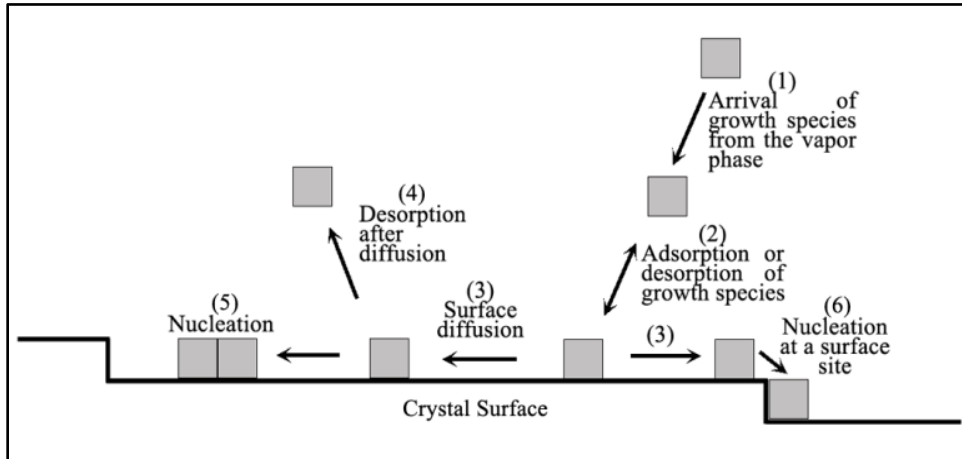 (1)
Arrival of
growth species
from the vapor
phase
(4)
Desorption
after
diffusion
(2)
Adsorption or
desorption of
growth species
(5)
Nucleation
(3)
Surface
diffusion
(3)
(6)
Nucleation
at a surface
site
Crystal Surface